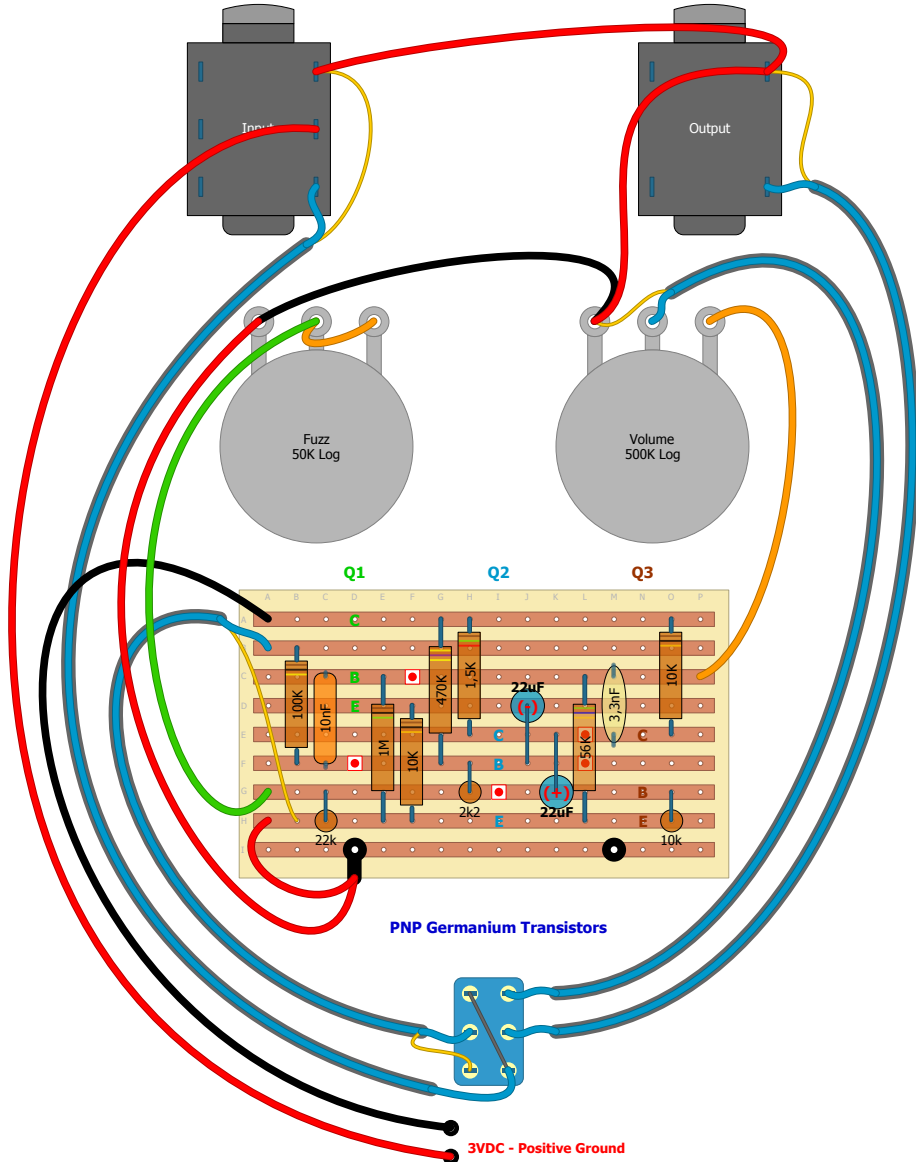 Input
Output
Fuzz
50K Log
Volume
500K Log
Q1
Q2
Q3
A B C D E F G H I J K L M N O P
A
C
C
B
D
E
E
C
C
F
B
G
B
H
E
E
I
100K
10nF
1M
10K
470K
1,5K
22uF
(-)
56K
3,3nF
10K
(+)
22uF
2k2
22k
10k
PNP Germanium Transistors
3VDC - Positive Ground